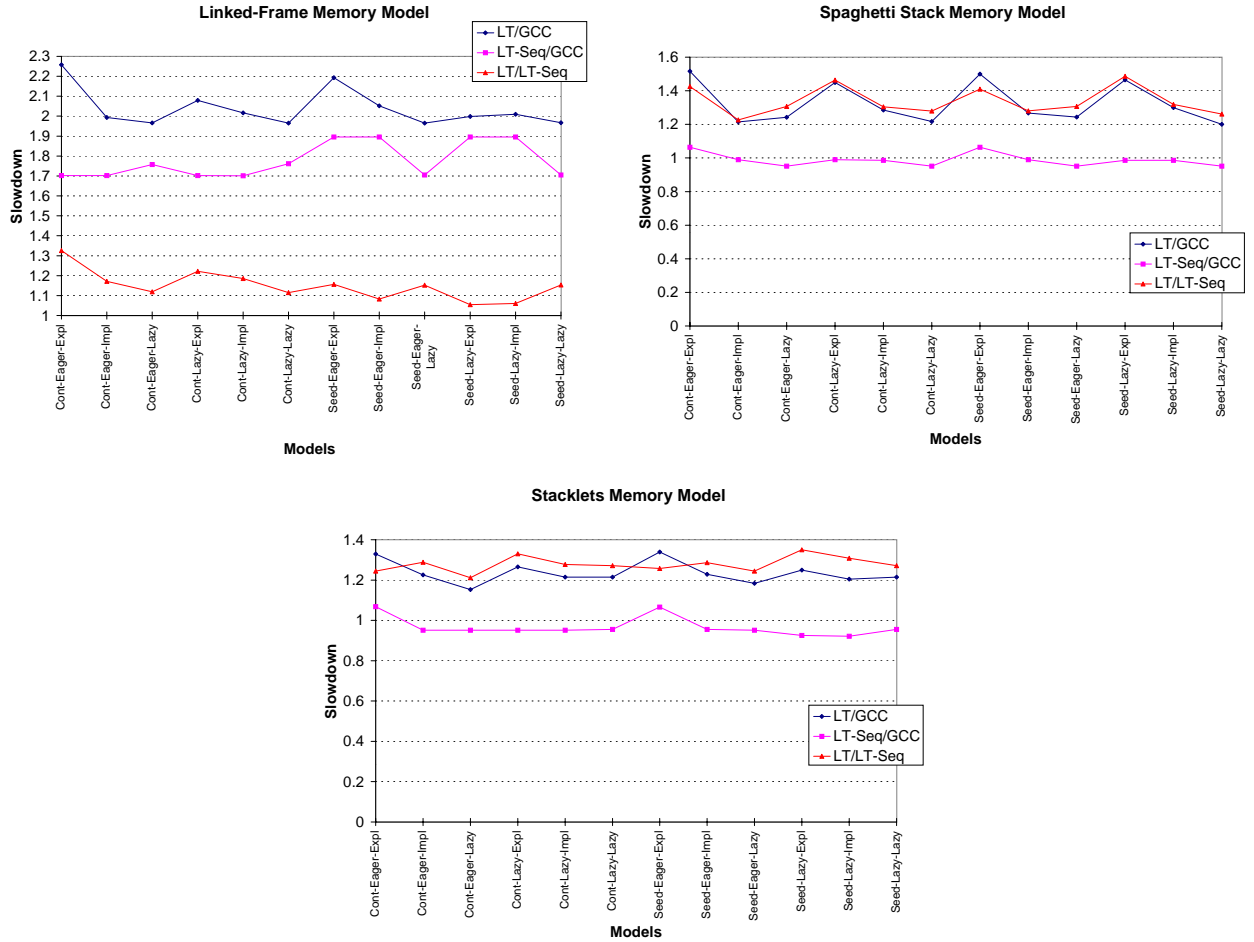 Linked-Frame Memory Model
LT/GCC
LT-Seq/GCC
LT/LT-Seq
2.3
2.2
2.1
2
1.9
1.8
1.7
1.6
1.5
1.4
1.3
1.2
1.1
1
Slowdown
Cont-Eager-Expl
Cont-Eager-Impl
Cont-Eager-Lazy
Cont-Lazy-Expl
Cont-Lazy-Impl
Cont-Lazy-Lazy
Seed-Eager-Expl
Seed-Eager-Impl
Seed-Eager-
Lazy
Seed-Lazy-Expl
Seed-Lazy-Impl
Seed-Lazy-Lazy
Models
Spaghetti Stack Memory Model
1.6
1.4
1.2
1
0.8
0.6
0.4
0.2
0
Slowdown
LT/GCC
LT-Seq/GCC
LT/LT-Seq
Cont-Eager-Expl
Cont-Eager-Impl
Cont-Eager-Lazy
Cont-Lazy-Expl
Cont-Lazy-Impl
Cont-Lazy-Lazy
Seed-Eager-Expl
Seed-Eager-Impl
Seed-Eager-Lazy
Seed-Lazy-Expl
Seed-Lazy-Impl
Seed-Lazy-Lazy
Models
Stacklets Memory Model
1.4
1.2
1
0.8
0.6
0.4
0.2
0
Slowdown
LT/GCC
LT-Seq/GCC
LT/LT-Seq
Cont-Eager-Expl
Cont-Eager-Impl
Cont-Eager-Lazy
Cont-Lazy-Expl
Cont-Lazy-Impl
Cont-Lazy-Lazy
Seed-Eager-Expl
Seed-Eager-Impl
Seed-Eager-Lazy
Seed-Lazy-Expl
Seed-Lazy-Impl
Seed-Lazy-Lazy
Models